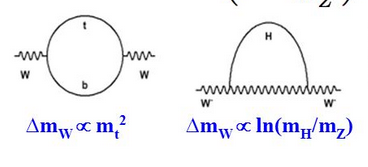 Z
t
H
W
W
b
W
W
Δm_W ∝ m_t²
Δm_W ∝ ln(m_H/m_Z)